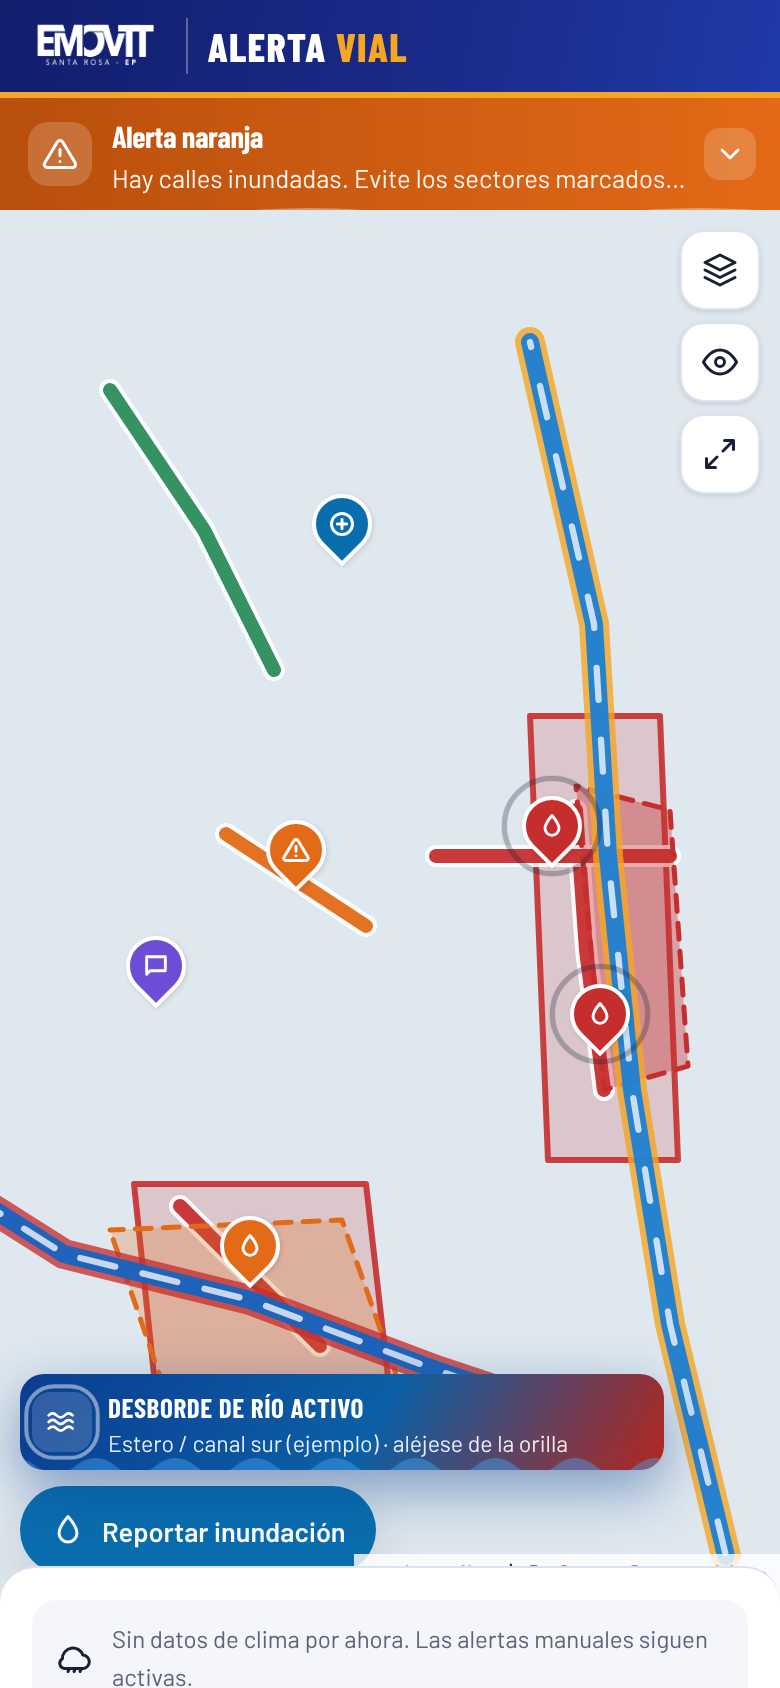 EMOVIT
SANTA ROSA - EP
ALERTA VIAL
Alerta naranja
Hay calles inundadas. Evite los sectores marcados...
DESBORDE DE RÍO ACTIVO
Estero / canal sur (ejemplo) · aléjese de la orilla
Reportar inundación
Sin datos de clima por ahora. Las alertas manuales siguen
activas.